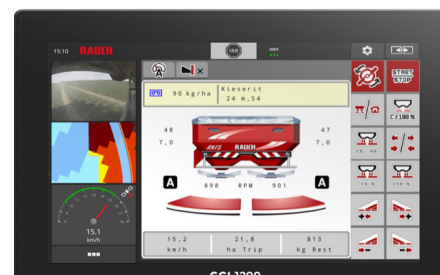 15:10 RAUCH ISO
90 kg/ha Kieserit
24 m,54
START
STOP
C/100%
48 47
7,0 7,0
AXIS RAUCH
A 898 RPM 901 A
15.1
km/h
15,2 21,8 813
km/h ha Trip kg Rest
CCI 1200